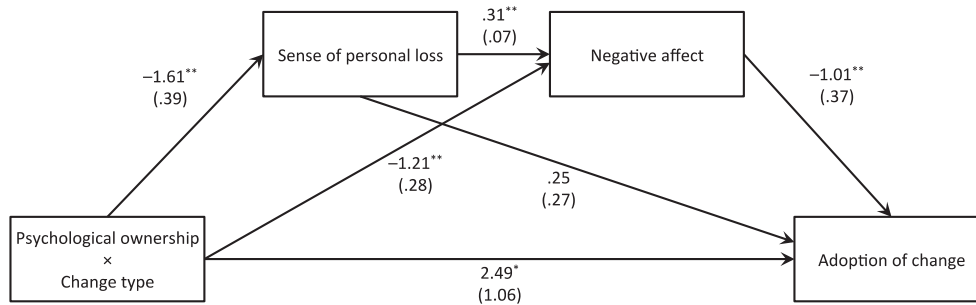 .31**
(.07)
Sense of personal loss
Negative affect
–1.61**
(.39)
–1.01**
(.37)
–1.21**
(.28)
.25
(.27)
Psychological ownership
×
Change type
Adoption of change
2.49*
(1.06)